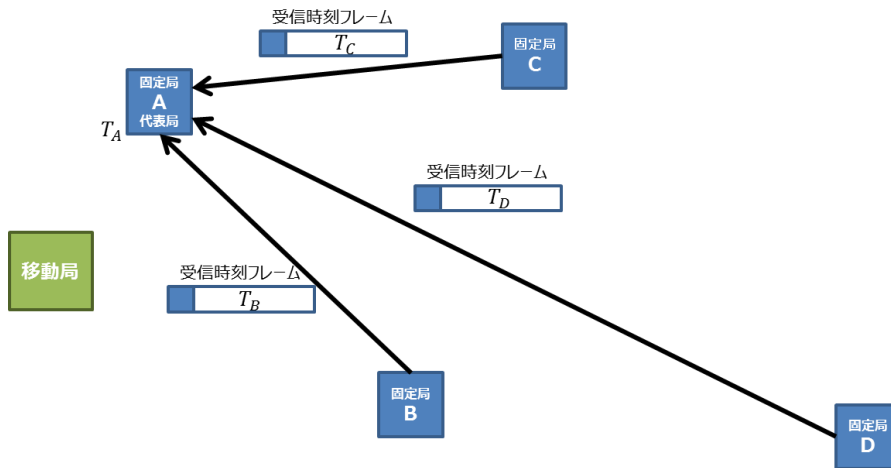 受信時刻フレーム
T_C
固定局
C
固定局
A
代表局
T_A
受信時刻フレーム
T_D
移動局
受信時刻フレーム
T_B
固定局
B
固定局
D